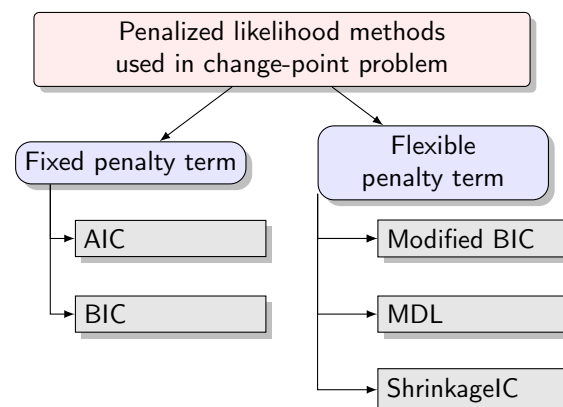 Penalized likelihood methods
used in change-point problem
Fixed penalty term
Flexible
penalty term
AIC
BIC
Modified BIC
MDL
ShrinkageIC